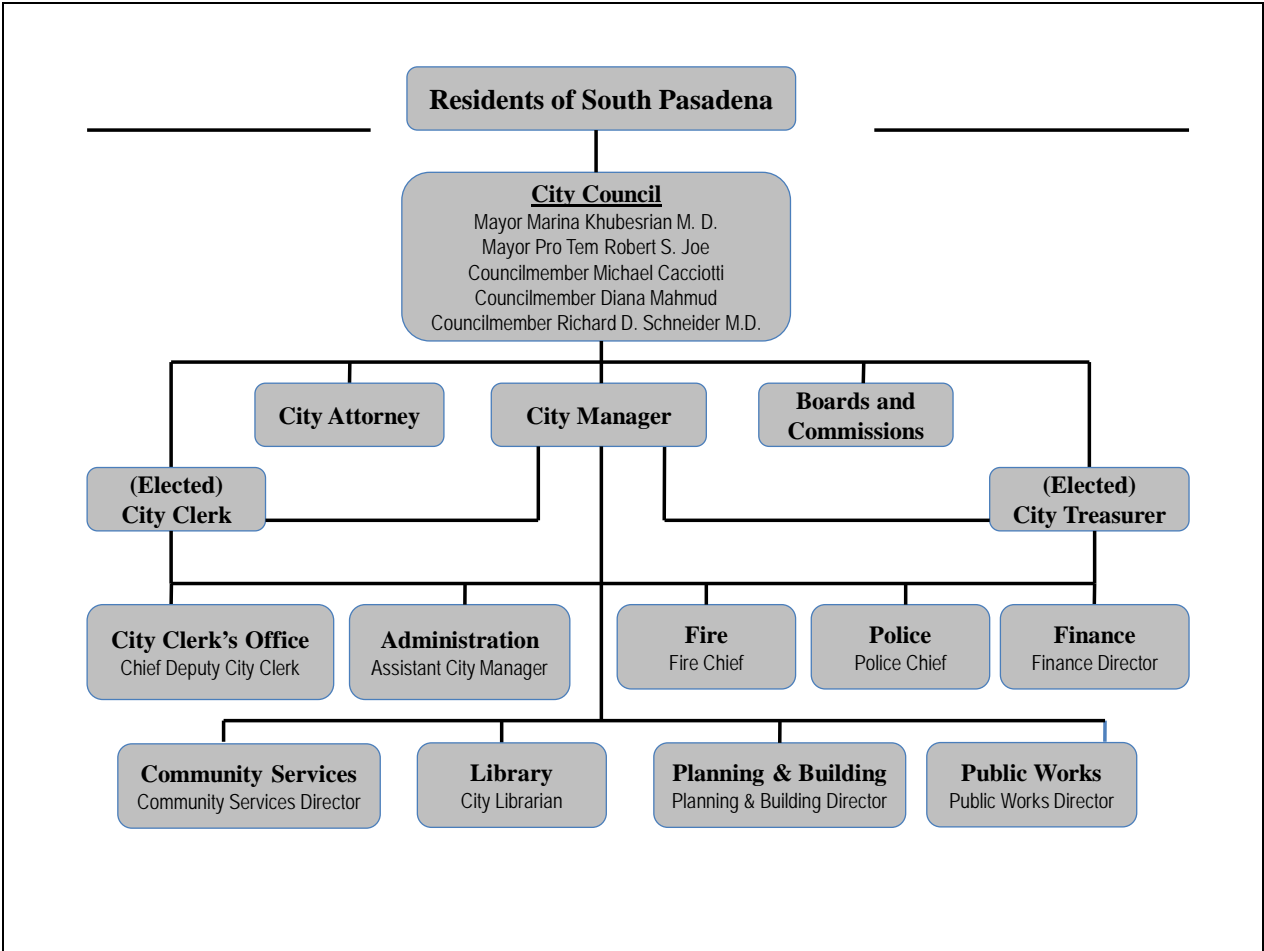 Residents of South Pasadena
City Council
Mayor Marina Khubesrian M. D.
Mayor Pro Tem Robert S. Joe
Councilmember Michael Cacciotti
Councilmember Diana Mahmud
Councilmember Richard D. Schneider M.D.
City Attorney
City Manager
Boards and
Commissions
(Elected)
City Clerk
(Elected)
City Treasurer
City Clerk's Office
Chief Deputy City Clerk
Administration
Assistant City Manager
Fire
Fire Chief
Police
Police Chief
Finance
Finance Director
Community Services
Community Services Director
Library
City Librarian
Planning & Building
Planning & Building Director
Public Works
Public Works Director